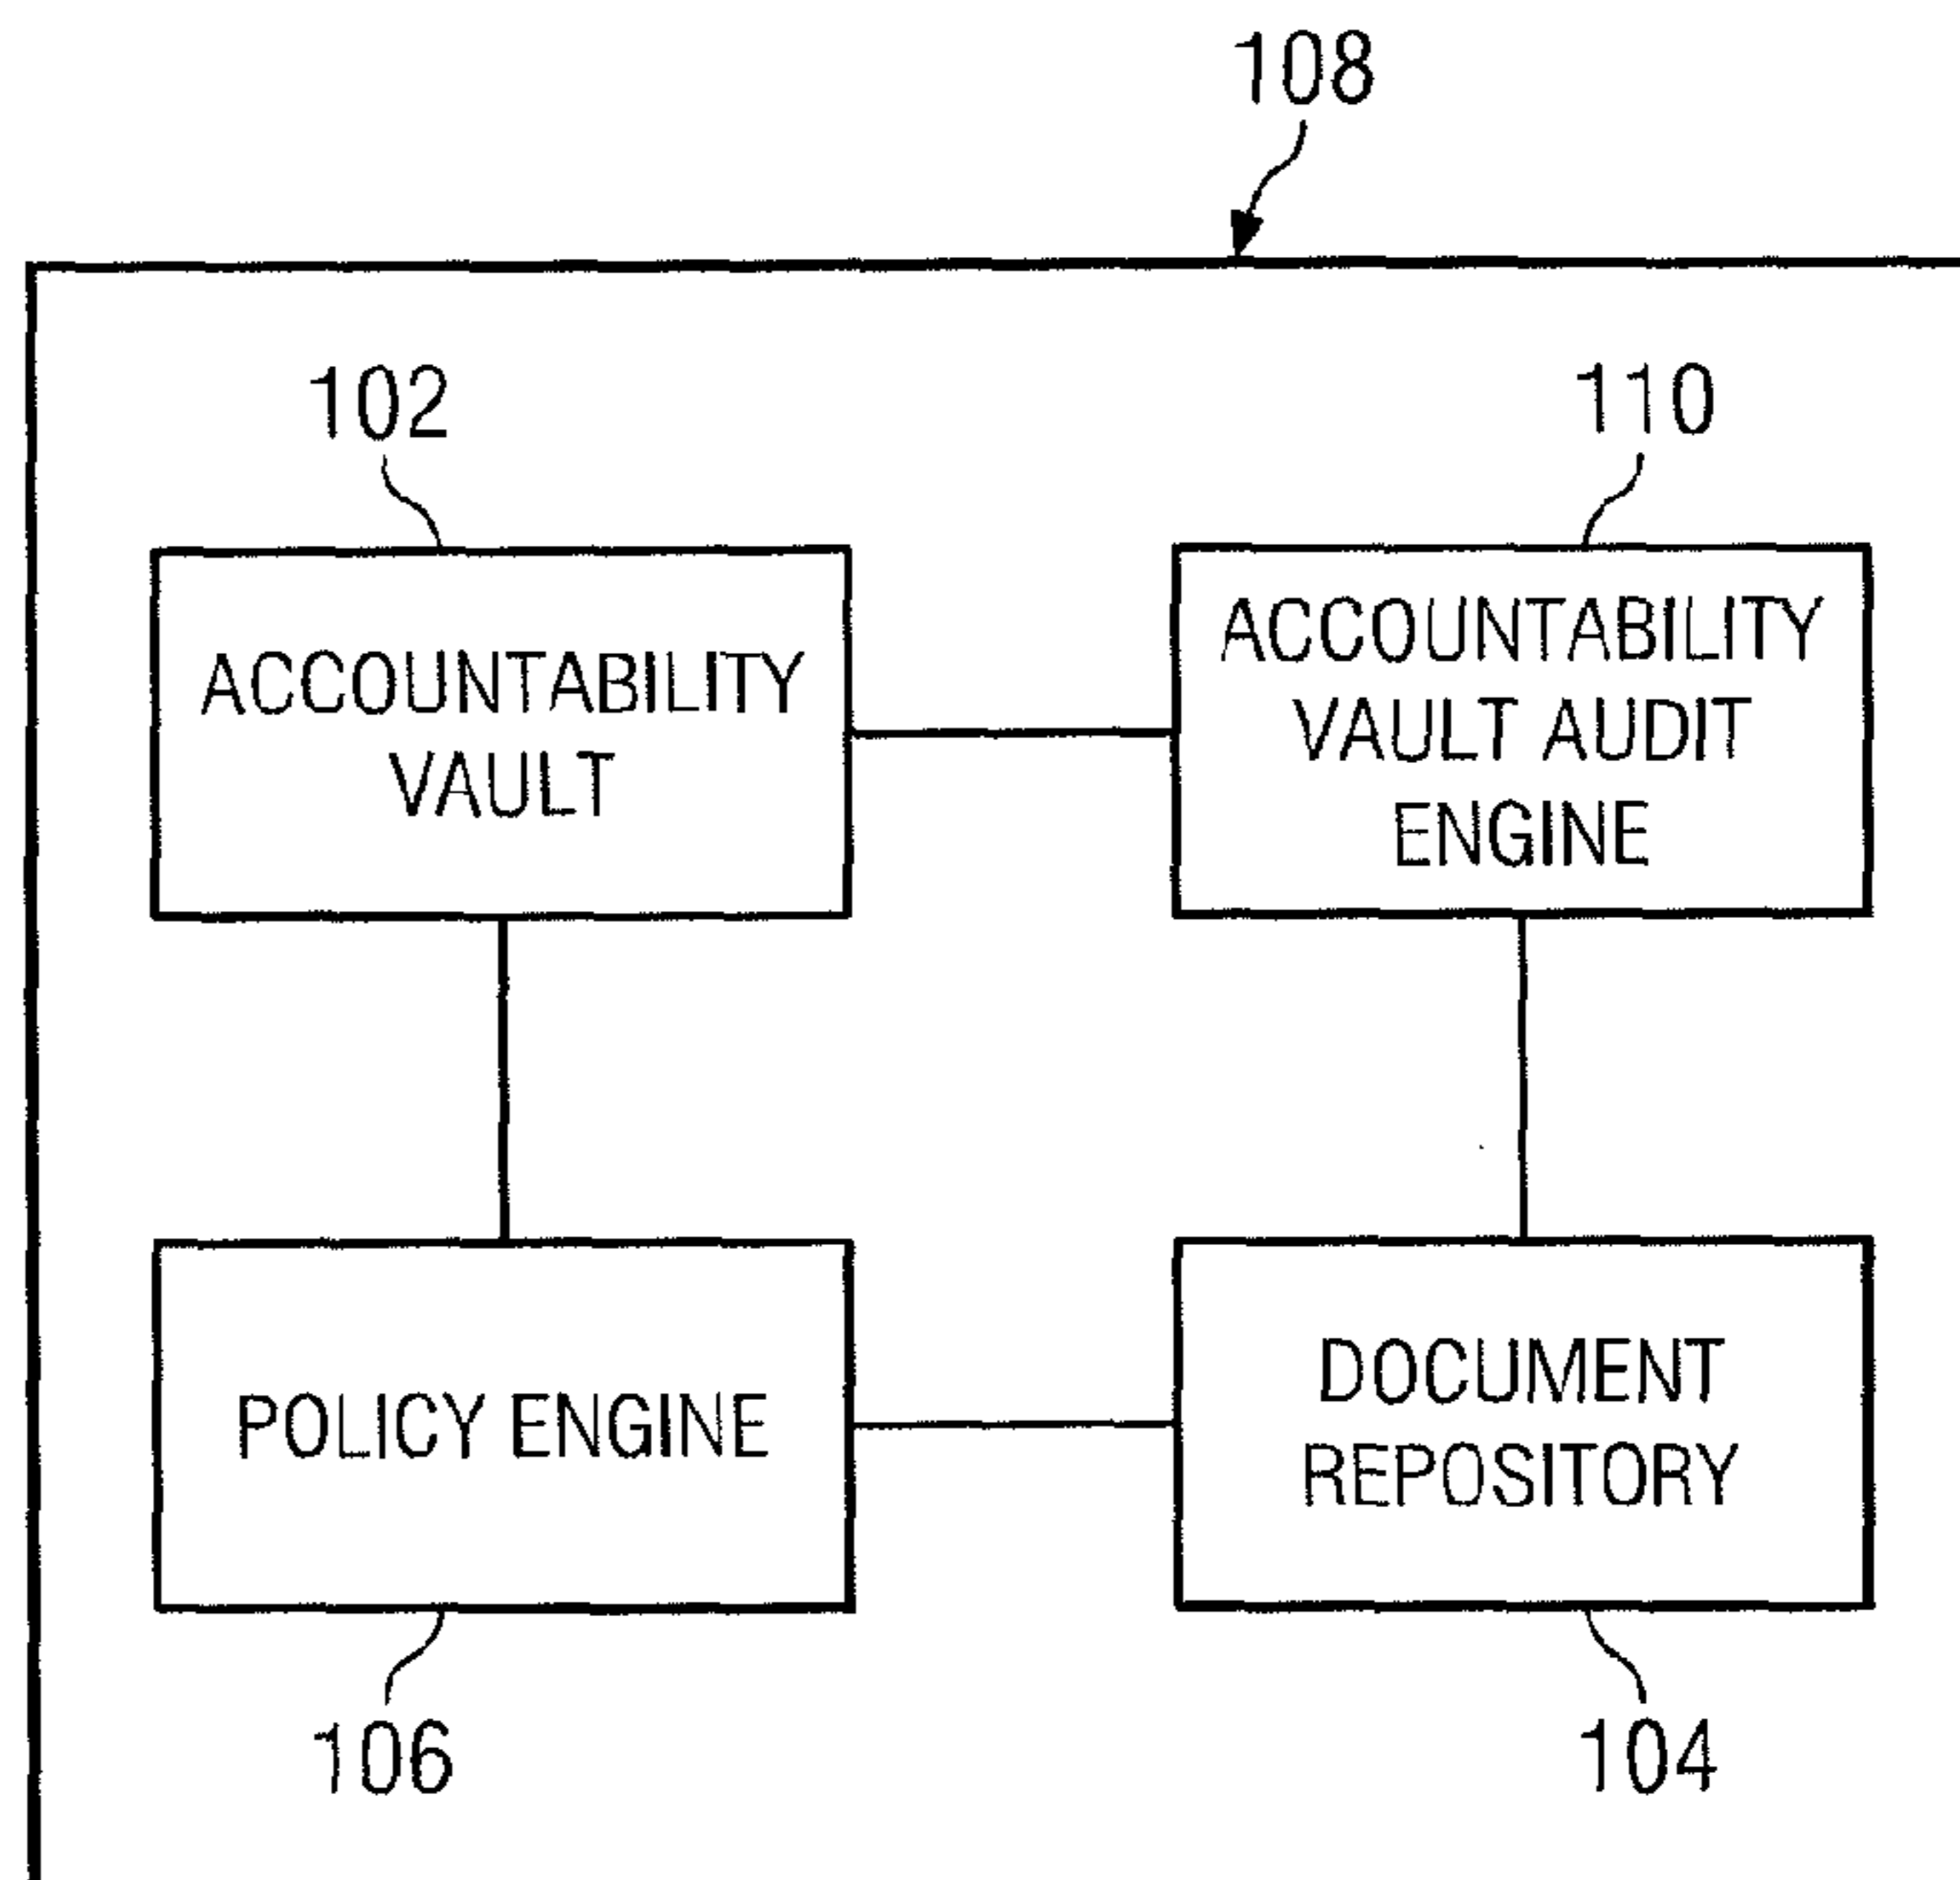 108
102
110
ACCOUNTABILITY
VAULT
ACCOUNTABILITY
VAULT AUDIT
ENGINE
POLICY ENGINE
DOCUMENT
REPOSITORY
106
104